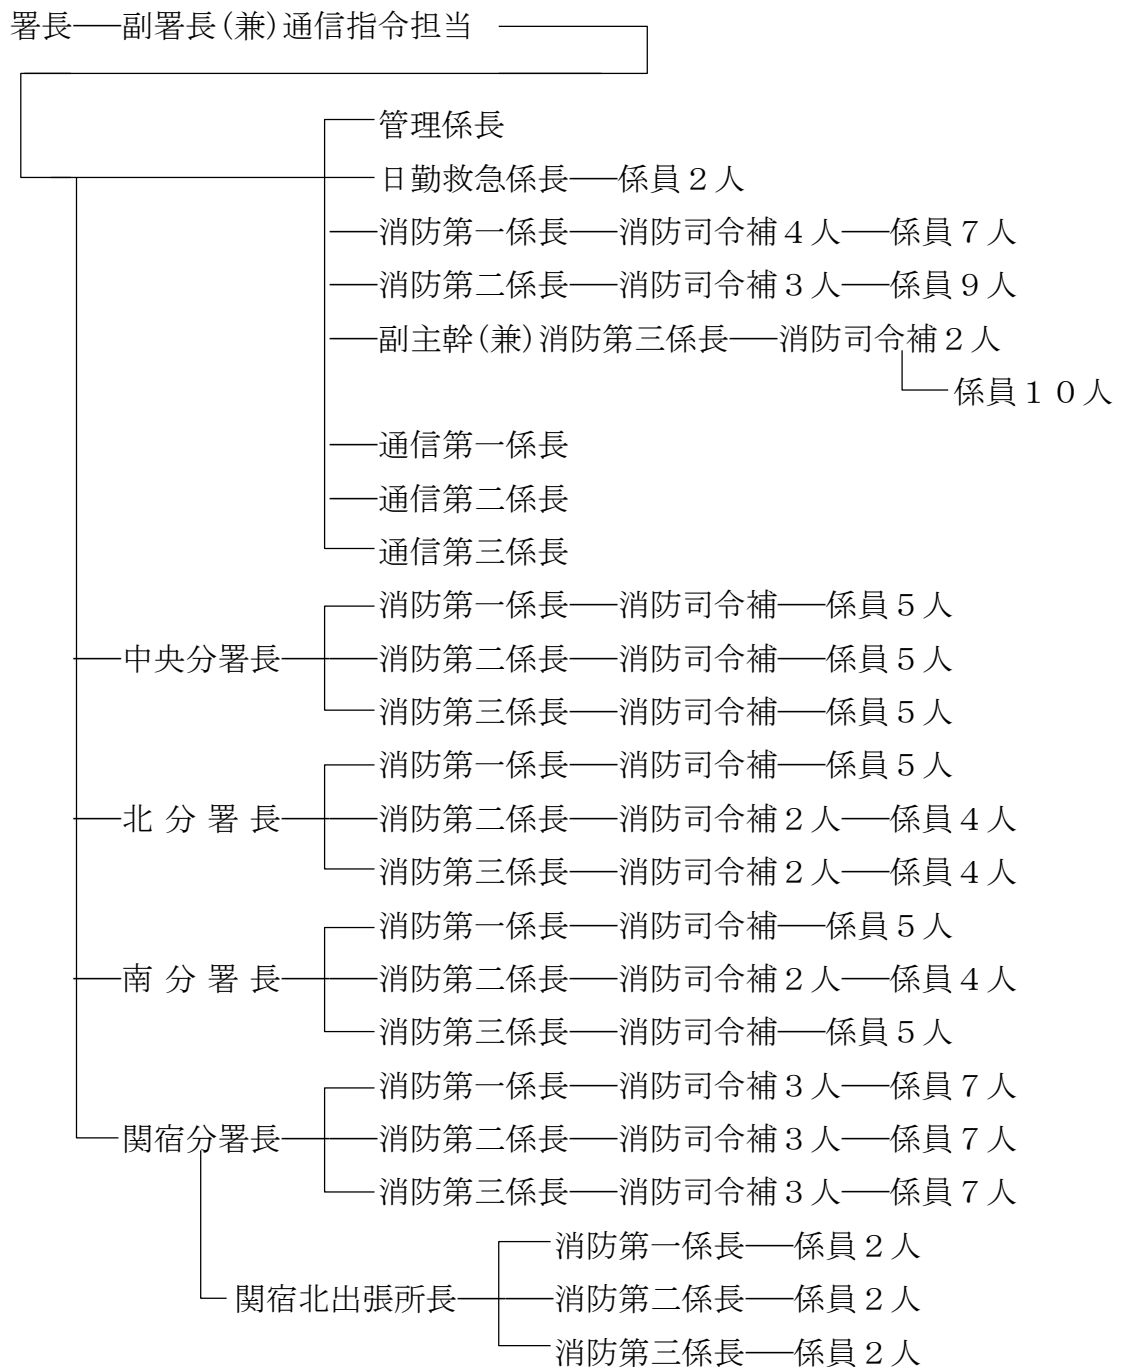 署長──副署長(兼)通信指令担当
管理係長
日勤救急係長──係員2人
消防第一係長──消防司令補4人──係員7人
消防第二係長──消防司令補3人──係員9人
副主幹(兼)消防第三係長──消防司令補2人
係員10人
通信第一係長
通信第二係長
通信第三係長
消防第一係長──消防司令補──係員5人
中央分署長──消防第二係長──消防司令補──係員5人
消防第三係長──消防司令補──係員5人
消防第一係長──消防司令補──係員5人
北分署長──消防第二係長──消防司令補2人──係員4人
消防第三係長──消防司令補2人──係員4人
消防第一係長──消防司令補──係員5人
南分署長──消防第二係長──消防司令補2人──係員4人
消防第三係長──消防司令補──係員5人
消防第一係長──消防司令補3人──係員7人
関宿分署長──消防第二係長──消防司令補3人──係員7人
消防第三係長──消防司令補3人──係員7人
消防第一係長──係員2人
関宿北出張所長──消防第二係長──係員2人
消防第三係長──係員2人